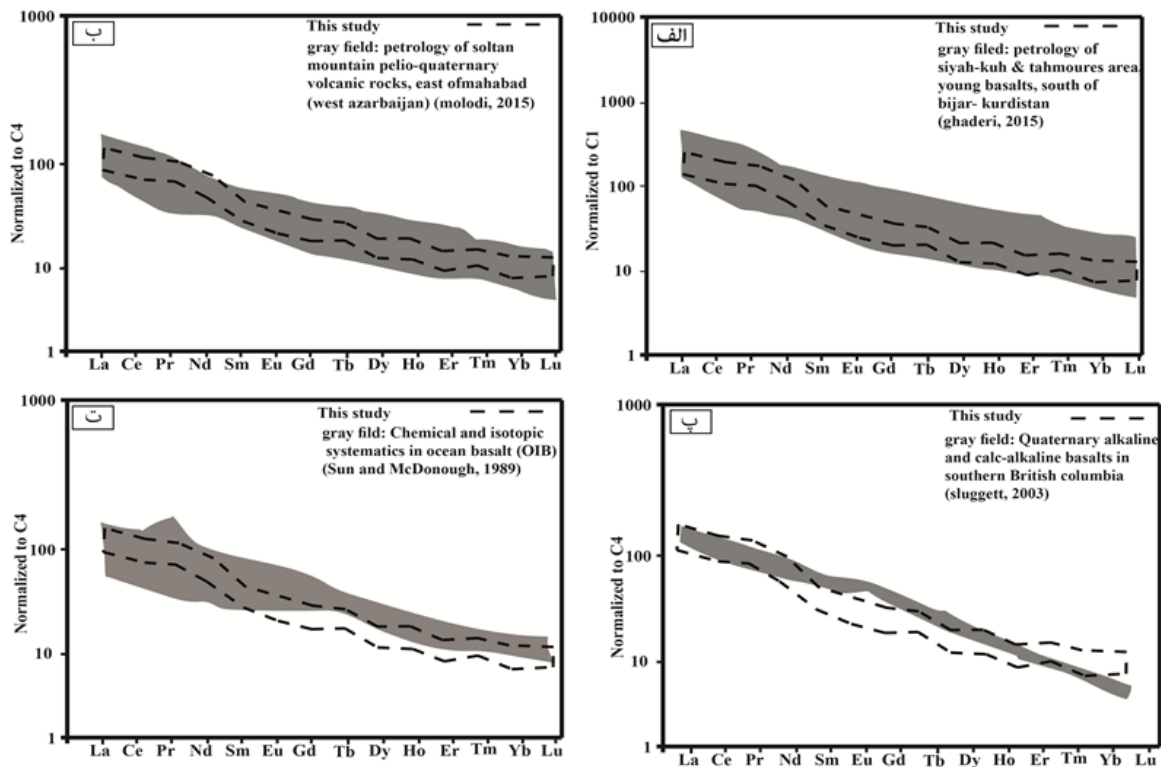 ب
This study
gray field: petrology of soltan
mountain pelio-quaternary
volcanic rocks, east ofmahabad
(west azarbaijan) (molodi, 2015)
Normalized to C4
1000
100
10
1
La Ce Pr Nd Sm Eu Gd Tb Dy Ho Er Tm Yb Lu
الف
This study
gray filed: petrology of
siyah-kuh & tahmoures area
young basalts, south of
bijar- kurdistan
(ghaderi, 2015)
Normalized to C1
10000
1000
100
10
1
La Ce Pr Nd Sm Eu Gd Tb Dy Ho Er Tm Yb Lu
ت
This study
gray fild: Chemical and isotopic
systematics in ocean basalt (OIB)
(Sun and McDonough, 1989)
Normalized to C4
1000
100
10
1
La Ce Pr Nd Sm Eu Gd Tb Dy Ho Er Tm Yb Lu
پ
This study
gray field: Quaternary alkaline
and calc-alkaline basalts in
southern British columbia
(sluggett, 2003)
Normalized to C4
1000
100
10
1
La Ce Pr Nd Sm Eu Gd Tb Dy Ho Er Tm Yb Lu